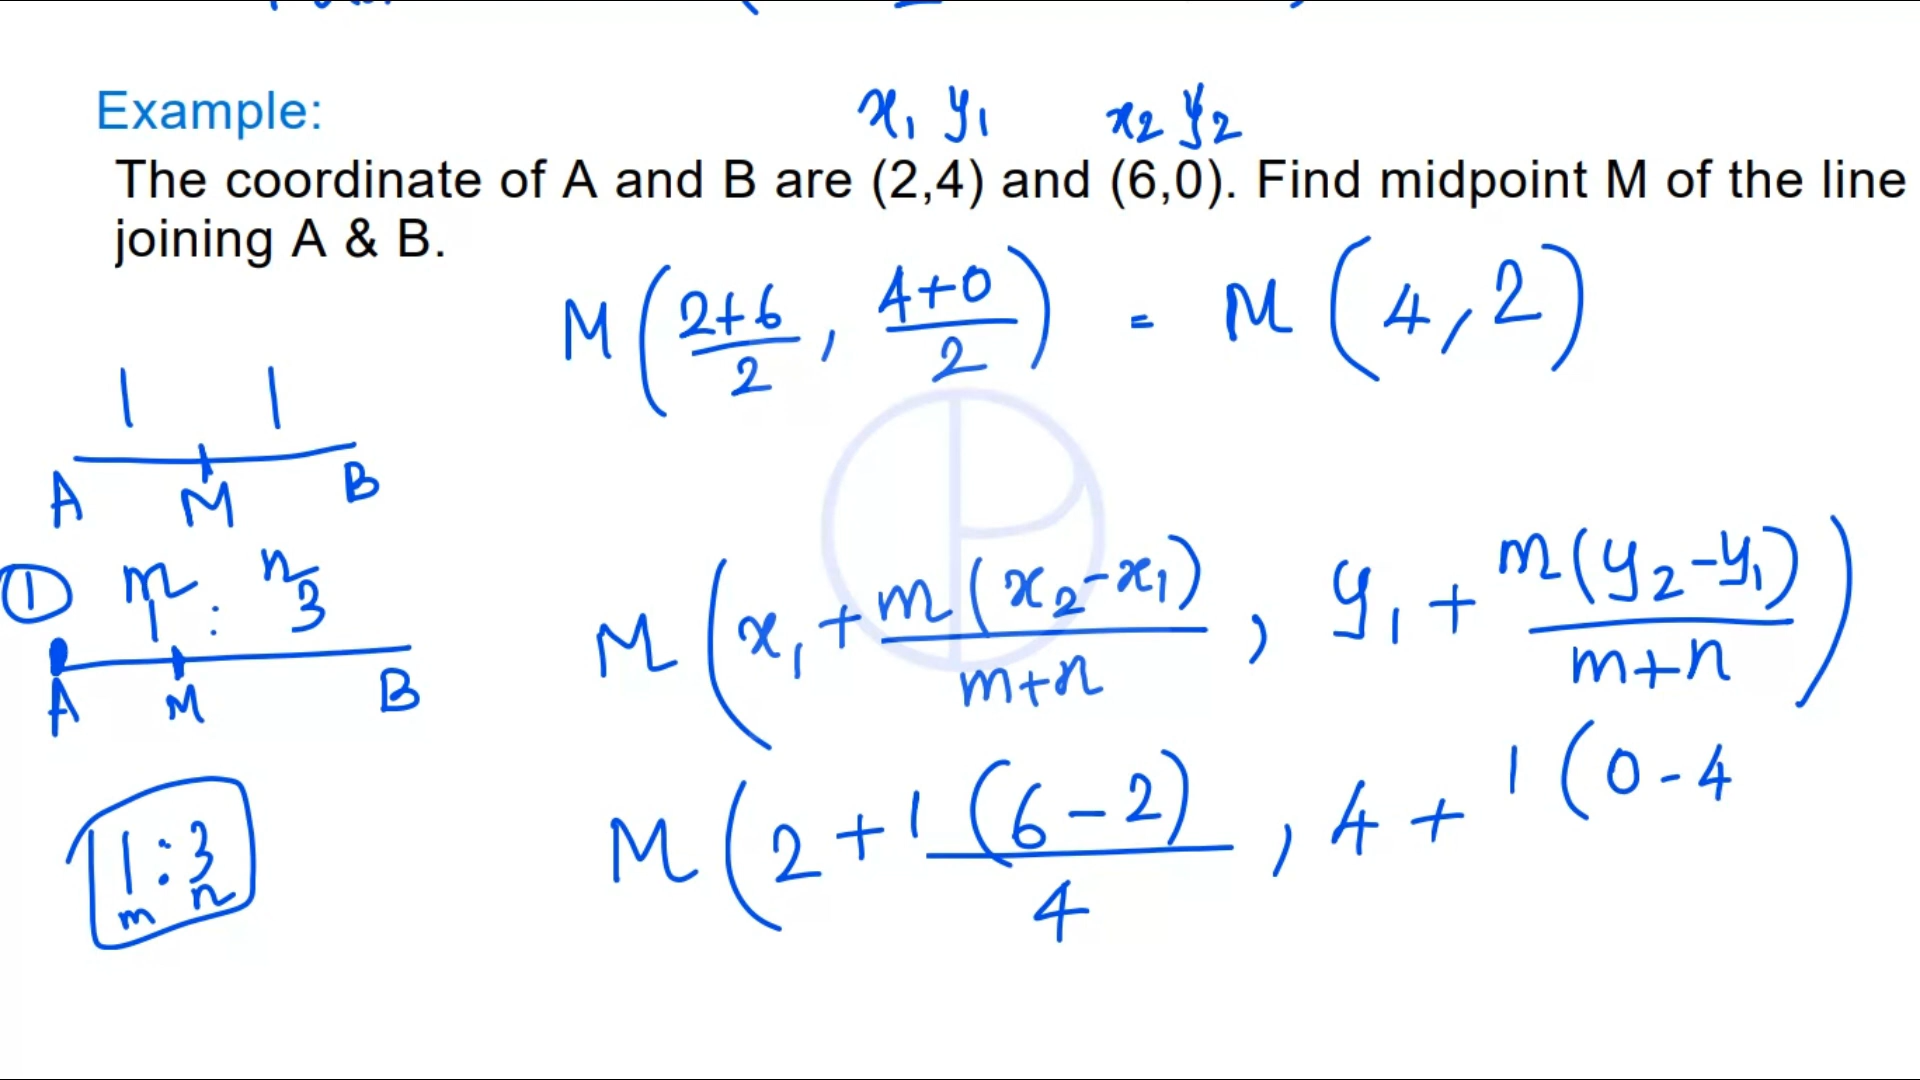 Example:
x₁ y₁ x₂ y₂
The coordinate of A and B are (2,4) and (6,0). Find midpoint M of the line
joining A & B.
M((2+6)/2, (4+0)/2) = M(4,2)
1 1
A M B
① m n
1 : 3
A M B
M(x₁ + m(x₂-x₁)/(m+n), y₁ + m(y₂-y₁)/(m+n))
1 : 3
m n
M(2 + 1(6-2)/4, 4 + 1(0-4